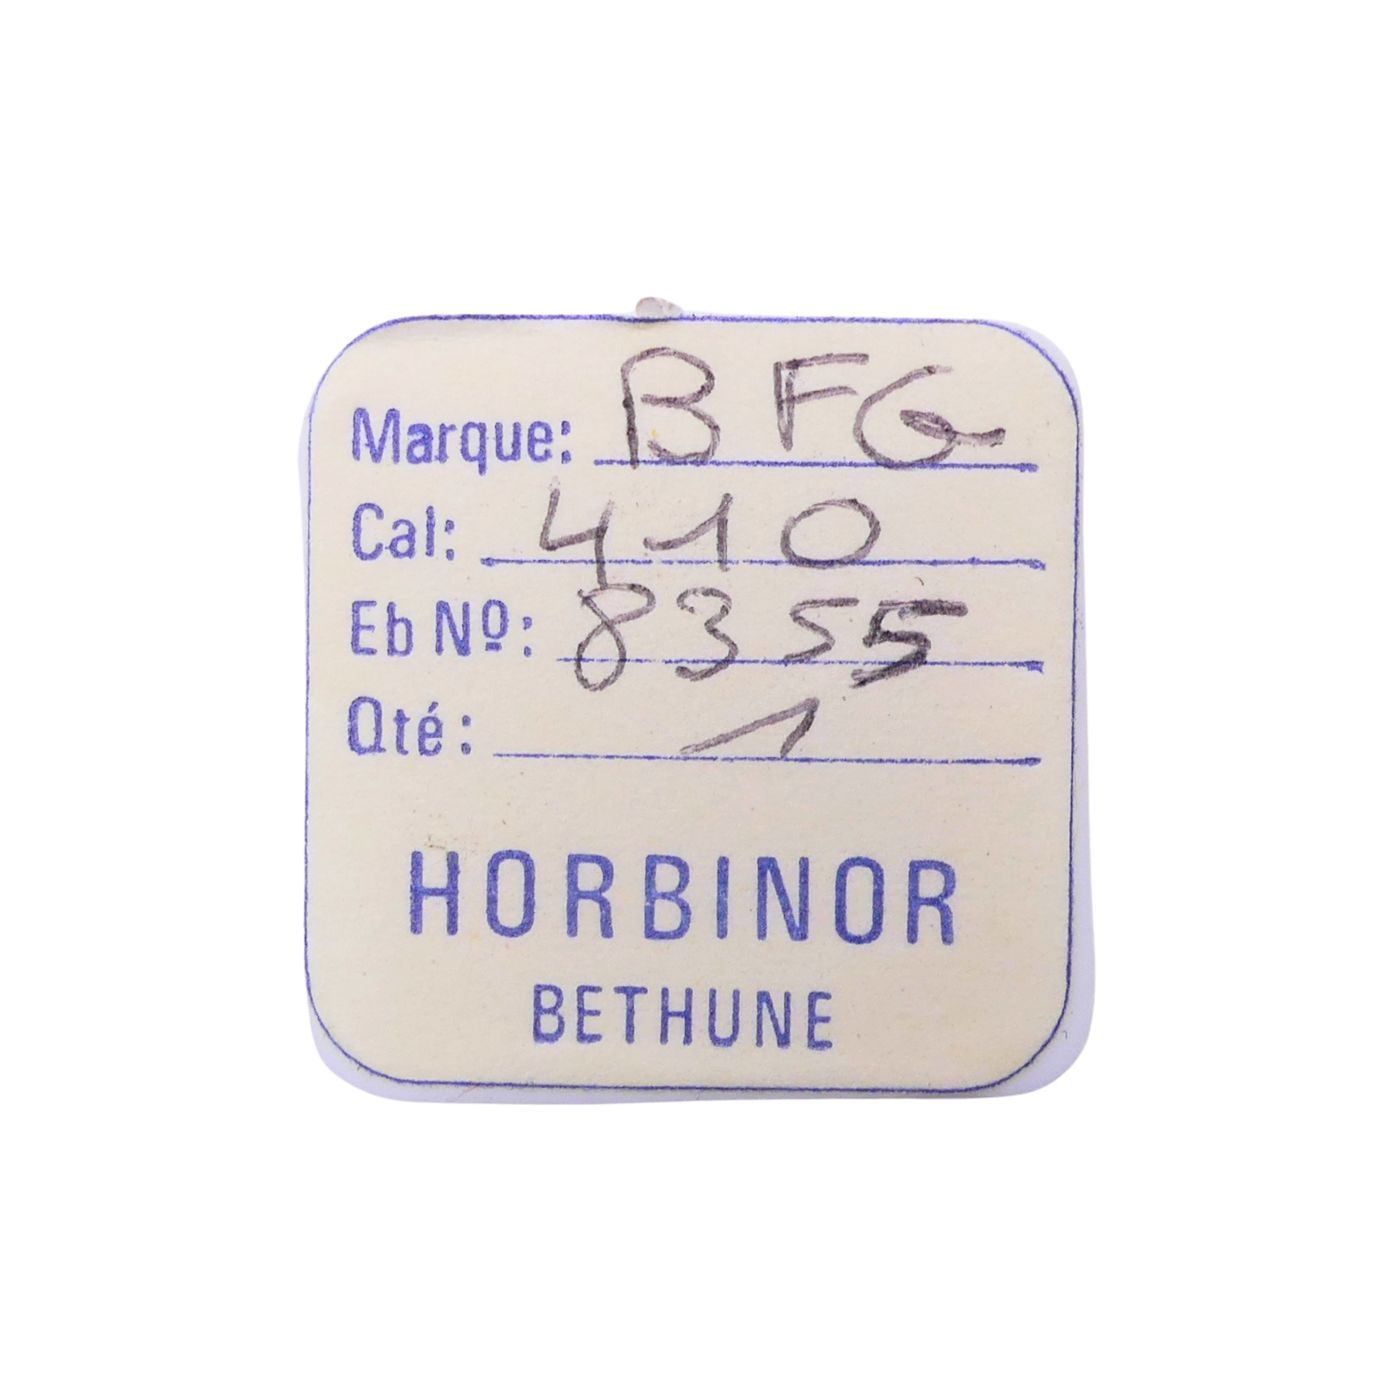 Marque: BFG
Cal: 410
Eb Nº: 8355
Qté: 1
HORBINOR
BETHUNE